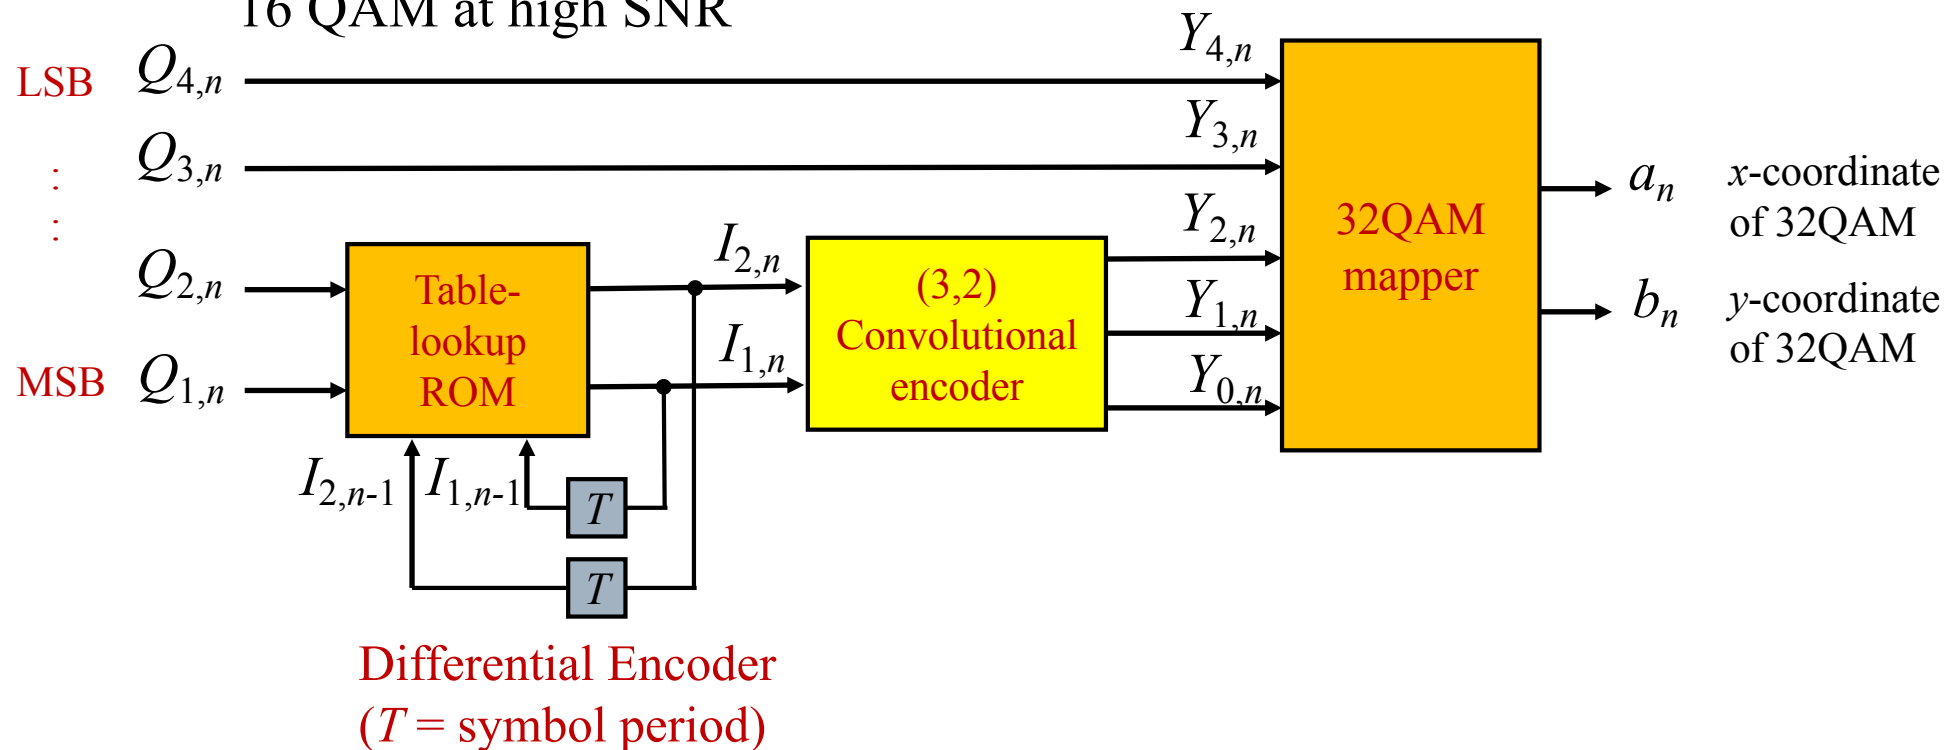 16 QAM at high SNR
LSB Q4,n Y4,n
: Q3,n Y3,n
:
Q2,n I2,n Y2,n
MSB Q1,n I1,n Y1,n
Y0,n
Table-
lookup
ROM
(3,2)
Convolutional
encoder
32QAM
mapper
an x-coordinate
of 32QAM
bn y-coordinate
of 32QAM
I2,n-1 I1,n-1
T
T
Differential Encoder
(T = symbol period)